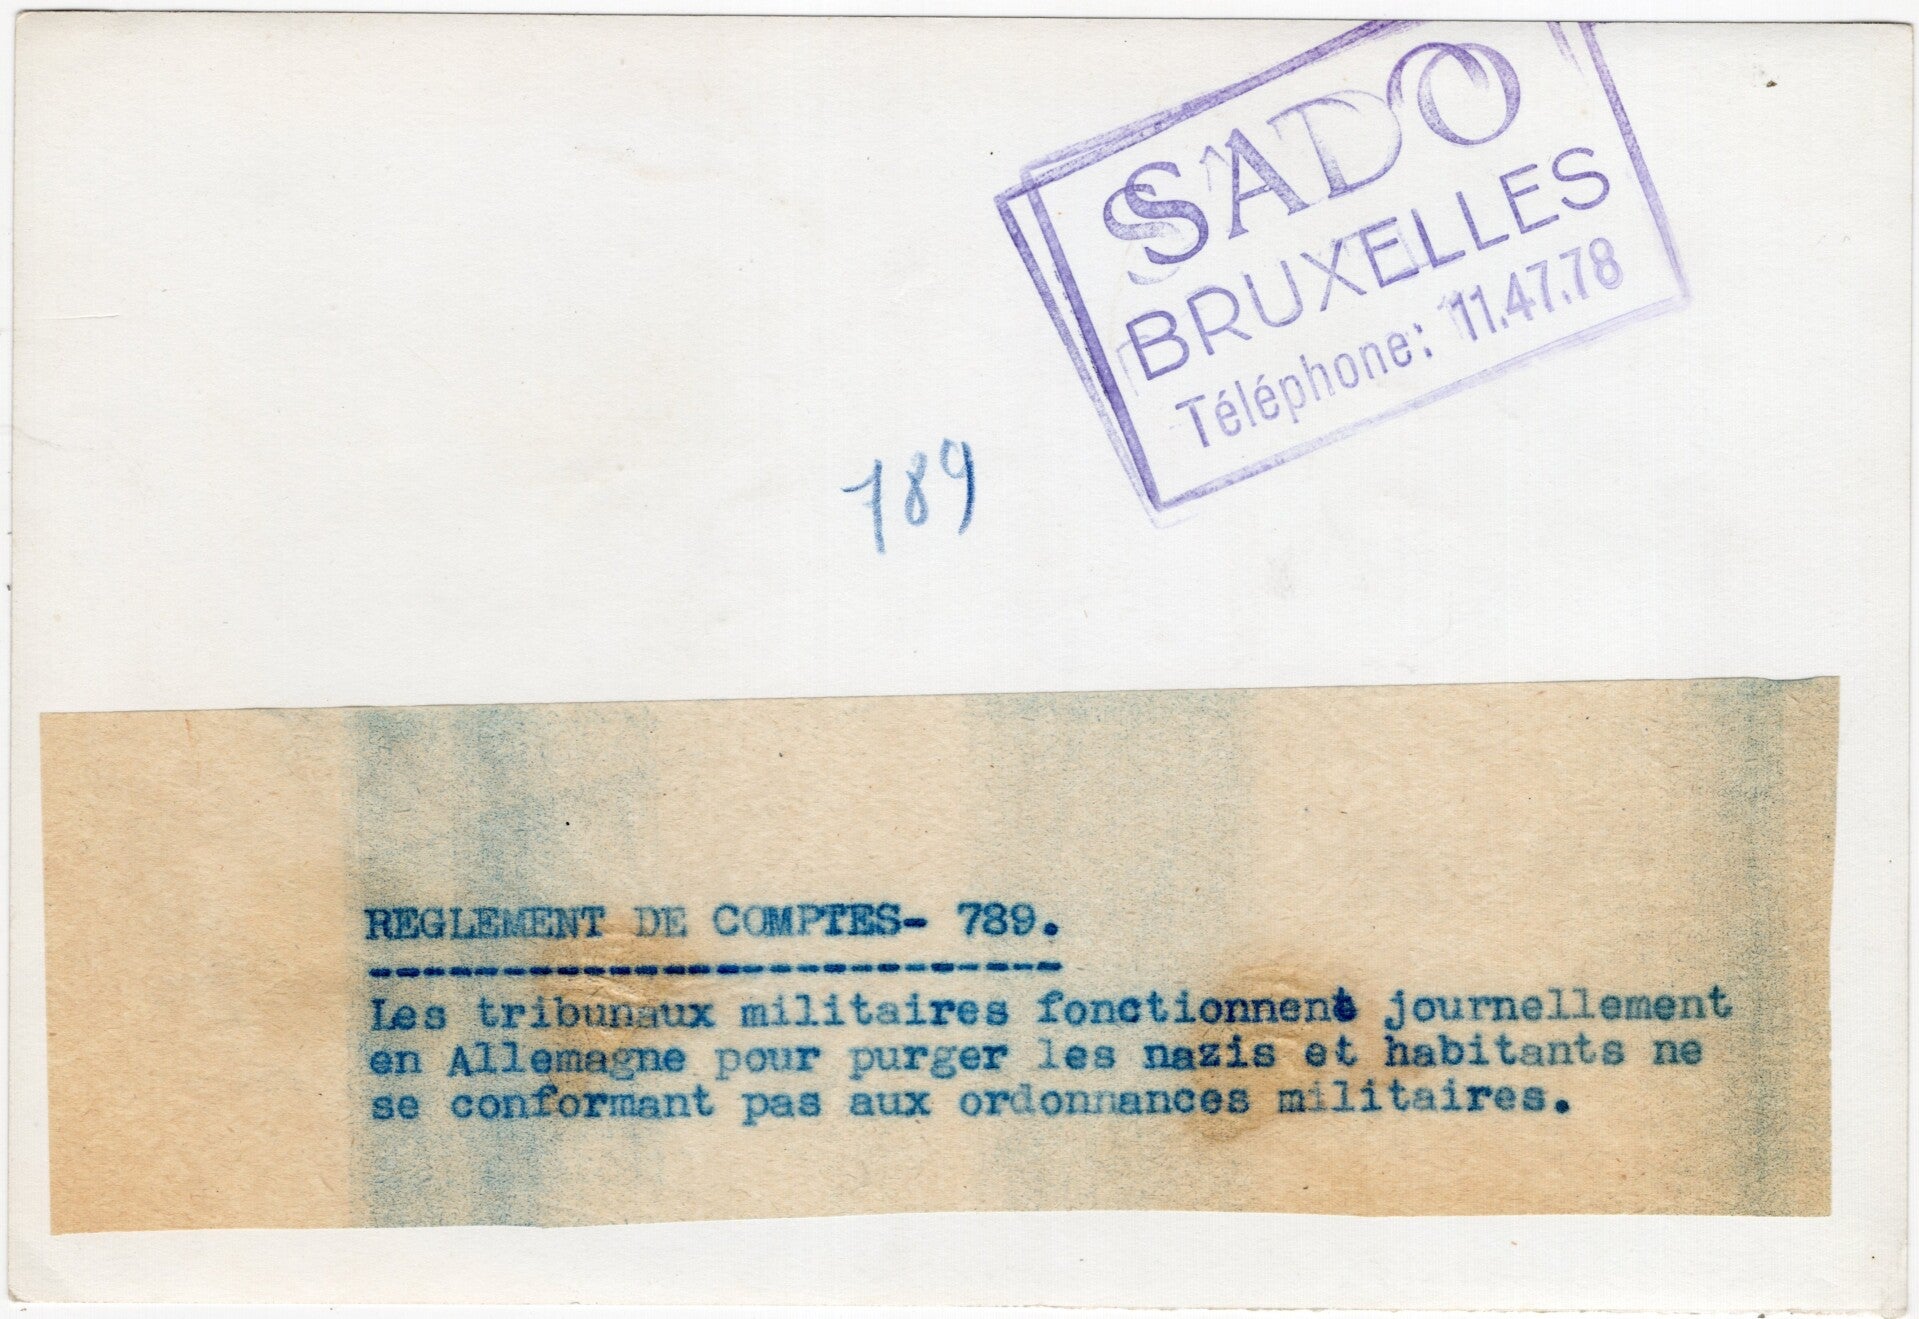 SADO
BRUXELLES
Téléphone: 11.47.78
789
REGLEMENT DE COMPTES- 789.
--------------------------
Les tribunaux militaires fonctionnent journellement
en Allemagne pour purger les nazis et habitants ne
se conformant pas aux ordonnances militaires.